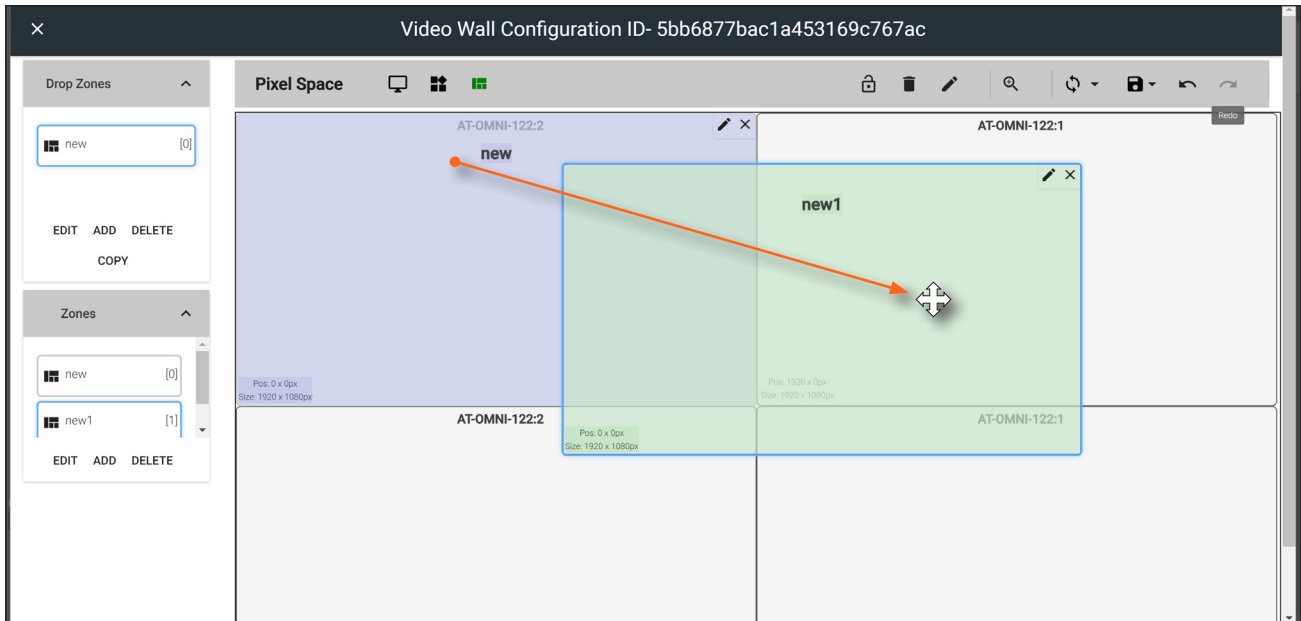 Video Wall Configuration ID- 5bb6877bac1a453169c767ac
Drop Zones
Pixel Space
Redo
new [0]
EDIT ADD DELETE
COPY
Zones
new [0]
new1 [1]
EDIT ADD DELETE
AT-OMNI-122:2
new
Pos: 0 x 0px
Size: 1920 x 1080px
AT-OMNI-122:1
new1
Pos: 1920 x 0px
Size: 1920 x 1080px
Pos: 0 x 0px
Size: 1920 x 1080px
AT-OMNI-122:2
AT-OMNI-122:1